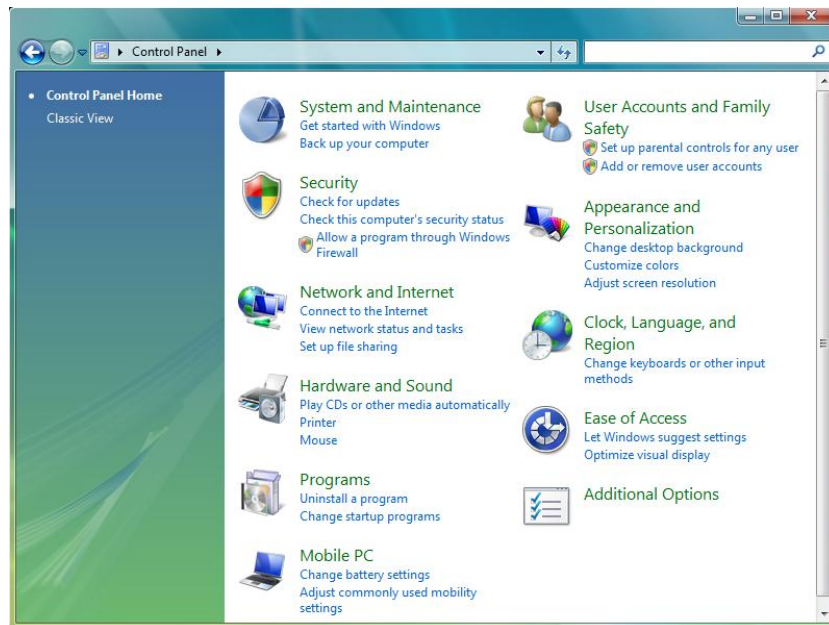 Control Panel
Control Panel Home
Classic View
System and Maintenance
Get started with Windows
Back up your computer
Security
Check for updates
Check this computer's security status
Allow a program through Windows
Firewall
Network and Internet
Connect to the Internet
View network status and tasks
Set up file sharing
Hardware and Sound
Play CDs or other media automatically
Printer
Mouse
Programs
Uninstall a program
Change startup programs
Mobile PC
Change battery settings
Adjust commonly used mobility
settings
User Accounts and Family
Safety
Set up parental controls for any user
Add or remove user accounts
Appearance and
Personalization
Change desktop background
Customize colors
Adjust screen resolution
Clock, Language, and
Region
Change keyboards or other input
methods
Ease of Access
Let Windows suggest settings
Optimize visual display
Additional Options